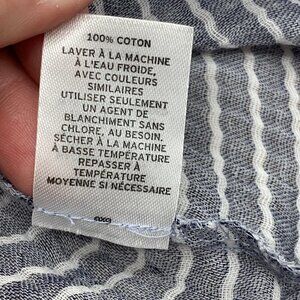 100% COTON
LAVER À LA MACHINE
À L'EAU FROIDE,
AVEC COULEURS
SIMILAIRES
UTILISER SEULEMENT
UN AGENT DE
BLANCHIMENT SANS
CHLORE, AU BESOIN.
SÉCHER À LA MACHINE
À BASSE TEMPÉRATURE
REPASSER À
TEMPÉRATURE
MOYENNE SI NÉCESSAIRE